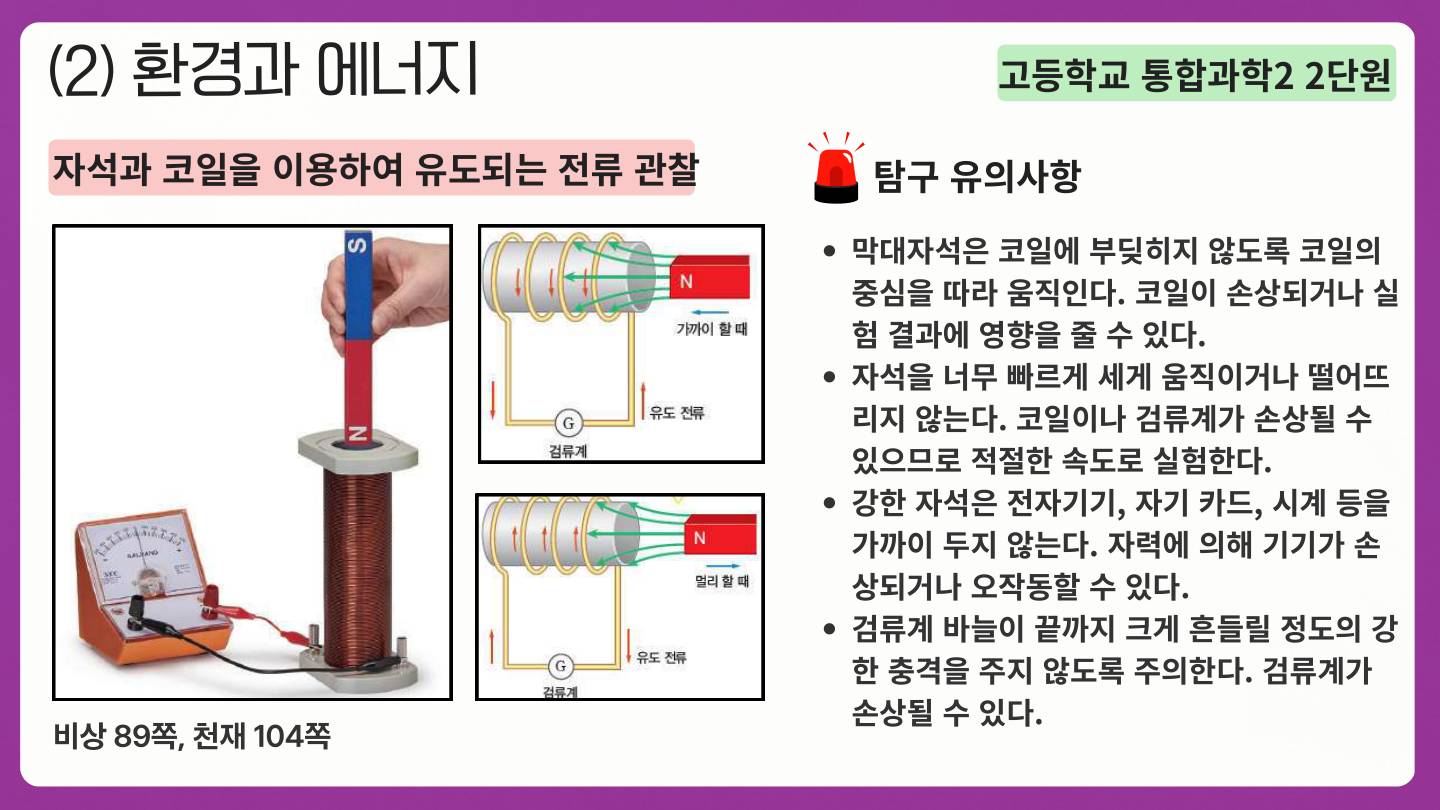 (2) 환경과 에너지
고등학교 통합과학2 2단원
자석과 코일을 이용하여 유도되는 전류 관찰
S
N
GALVANO
비상 89쪽, 천재 104쪽
N
가까이 할 때
유도 전류
G
검류계
N
멀리 할 때
유도 전류
G
검류계
탐구 유의사항
• 막대자석은 코일에 부딪히지 않도록 코일의
중심을 따라 움직인다. 코일이 손상되거나 실
험 결과에 영향을 줄 수 있다.
• 자석을 너무 빠르게 세게 움직이거나 떨어뜨
리지 않는다. 코일이나 검류계가 손상될 수
있으므로 적절한 속도로 실험한다.
• 강한 자석은 전자기기, 자기 카드, 시계 등을
가까이 두지 않는다. 자력에 의해 기기가 손
상되거나 오작동할 수 있다.
• 검류계 바늘이 끝까지 크게 흔들릴 정도의 강
한 충격을 주지 않도록 주의한다. 검류계가
손상될 수 있다.